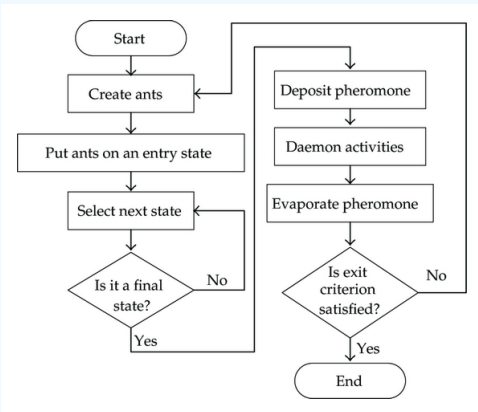 Start
Create ants
Put ants on an entry state
Select next state
Is it a final
state?
No
Yes
Deposit pheromone
Daemon activities
Evaporate pheromone
Is exit
criterion
satisfied?
No
Yes
End